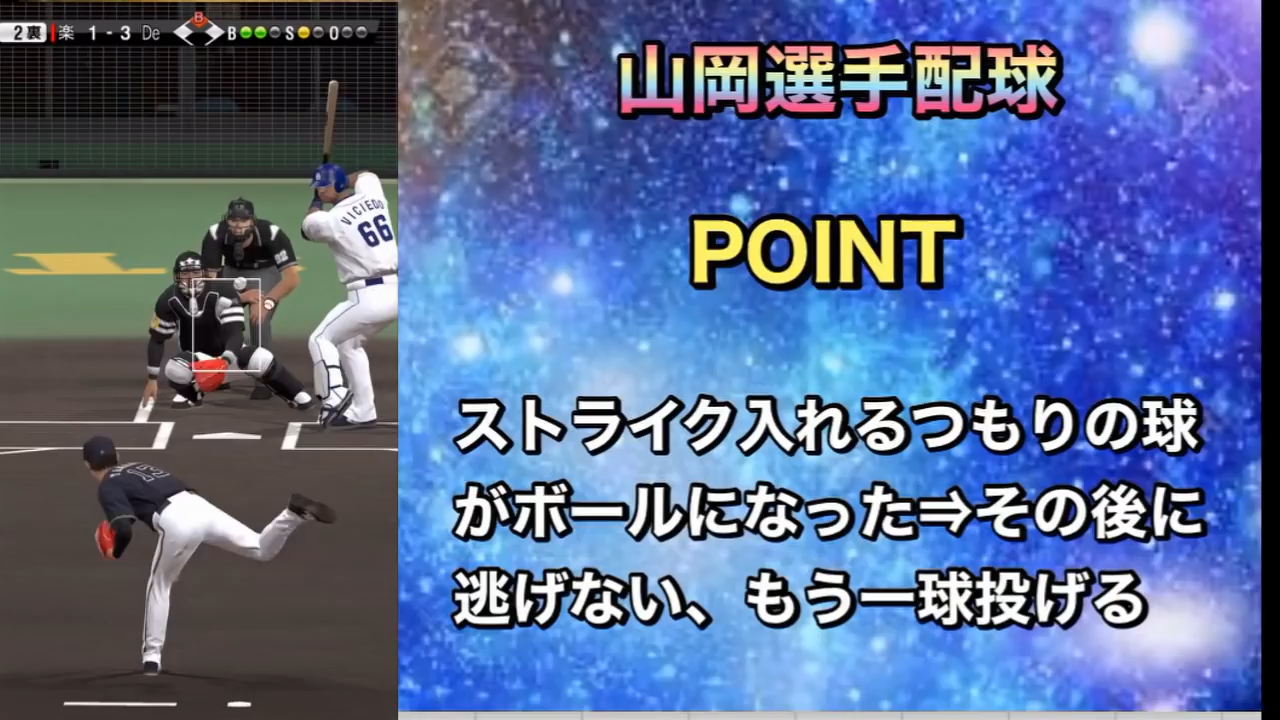 2裏 楽 1 - 3 De B B S O
山岡選手配球
POINT
VICIEDO
66
ストライク入れるつもりの球
がボールになった⇒その後に
逃げない、もう一球投げる